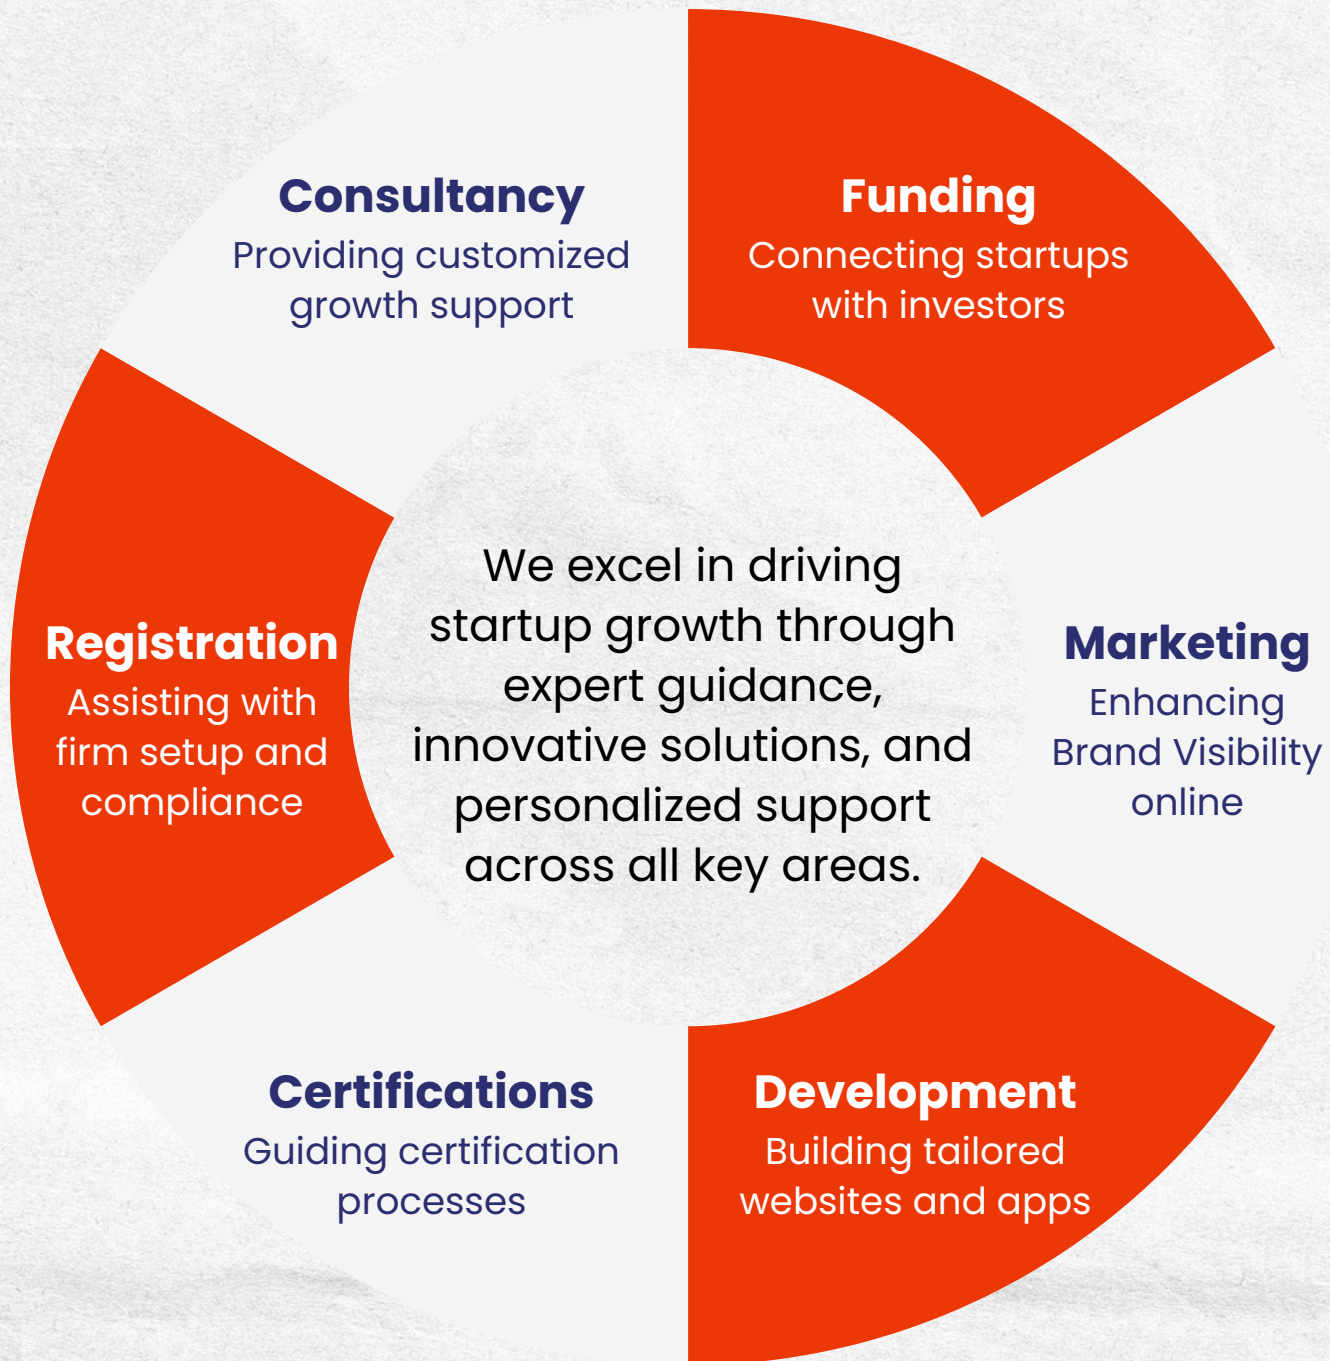 Consultancy
Providing customized
growth support
Funding
Connecting startups
with investors
Registration
Assisting with
firm setup and
compliance
We excel in driving
startup growth through
expert guidance,
innovative solutions, and
personalized support
across all key areas.
Marketing
Enhancing
Brand Visibility
online
Certifications
Guiding certification
processes
Development
Building tailored
websites and apps